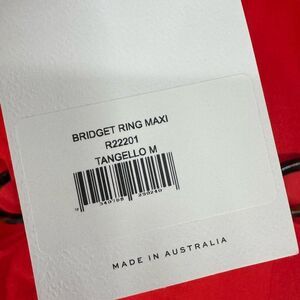 BRIDGET RING MAXI
R22201
TANGELLO M
MADE IN AUSTRALIA